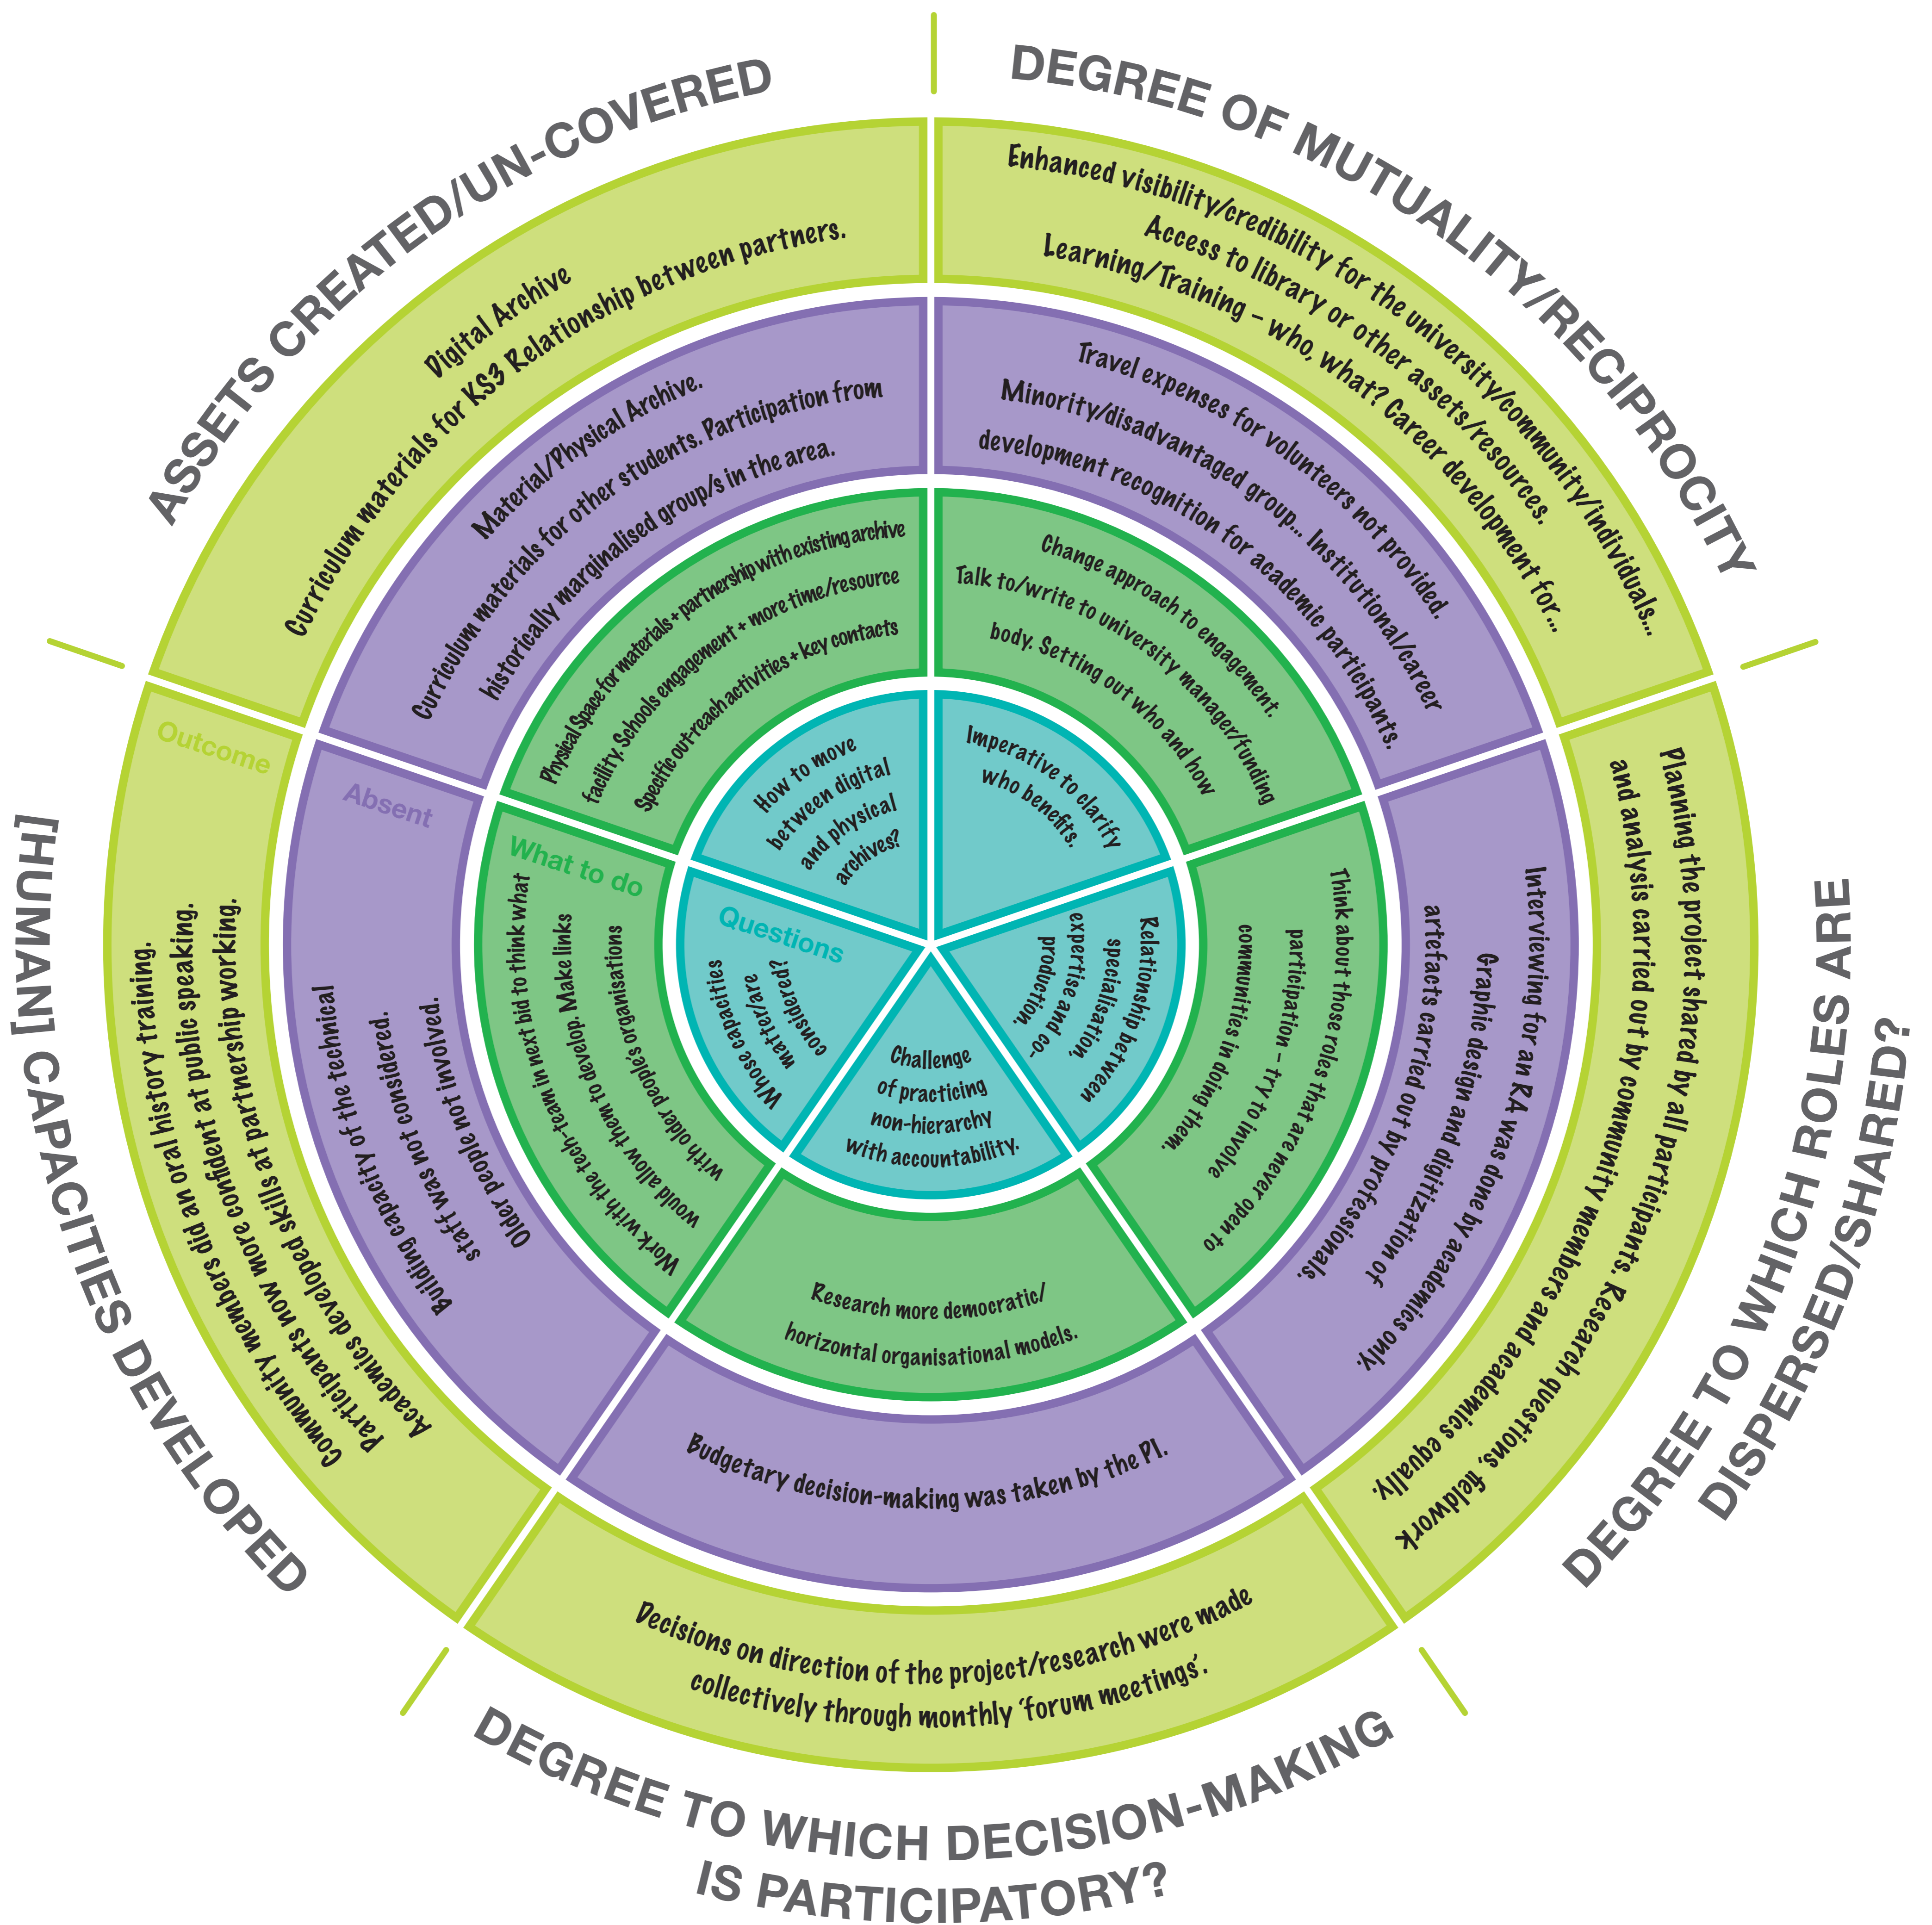 ASSETS CREATED/UN-COVERED
Digital Archive
Curriculum materials for KS3 Relationship between partners.
Material/Physical Archive.
Curriculum materials for other students. Participation from
historically marginalised group/s in the area.
Physical Space for materials + partnership with existing archive
facility. Schools engagement + more time/resource
Specific out-reach activities + key contacts
How to move
between digital
and physical
archives?
DEGREE OF MUTUALITY/RECIPROCITY
Enhanced visibility/credibility for the university/community/individuals...
Access to library or other assets/resources.
Learning/Training – who, what? Career development for...
Travel expenses for volunteers not provided.
Minority/disadvantaged group... Institutional/career
development recognition for academic participants.
Change approach to engagement.
Talk to/write to university manager/funding
body. Setting out who and how
Imperative to clarify
who benefits.
DEGREE TO WHICH ROLES ARE
DISPERSED/SHARED?
Planning the project shared by all participants. Research questions, fieldwork
and analysis carried out by community members and academics equally.
Interviewing for an RA was done by academics only.
Graphic design and digitization of
artefacts carried out by professionals.
Think about those roles that are never open to
participation – try to involve
communities in doing them.
Relationship between
specialisation,
expertise and co-
production.
DEGREE TO WHICH DECISION-MAKING
IS PARTICIPATORY?
Decisions on direction of the project/research were made
collectively through monthly ‘forum meetings’.
Budgetary decision-making was taken by the PI.
Research more democratic/
horizontal organisational models.
Challenge
of practicing
non-hierarchy
with accountability.
[HUMAN] CAPACITIES DEVELOPED
Outcome
Community members did an oral history training.
Participants now more confident at public speaking.
Academics developed skills at partnership working.
Absent
Building capacity of the technical
staff was not considered.
Older people not involved.
What to do
Work with the tech-team in next bid to think what
would allow them to develop. Make links
with older people's organisations
Questions
Whose capacities
matter/are
considered?